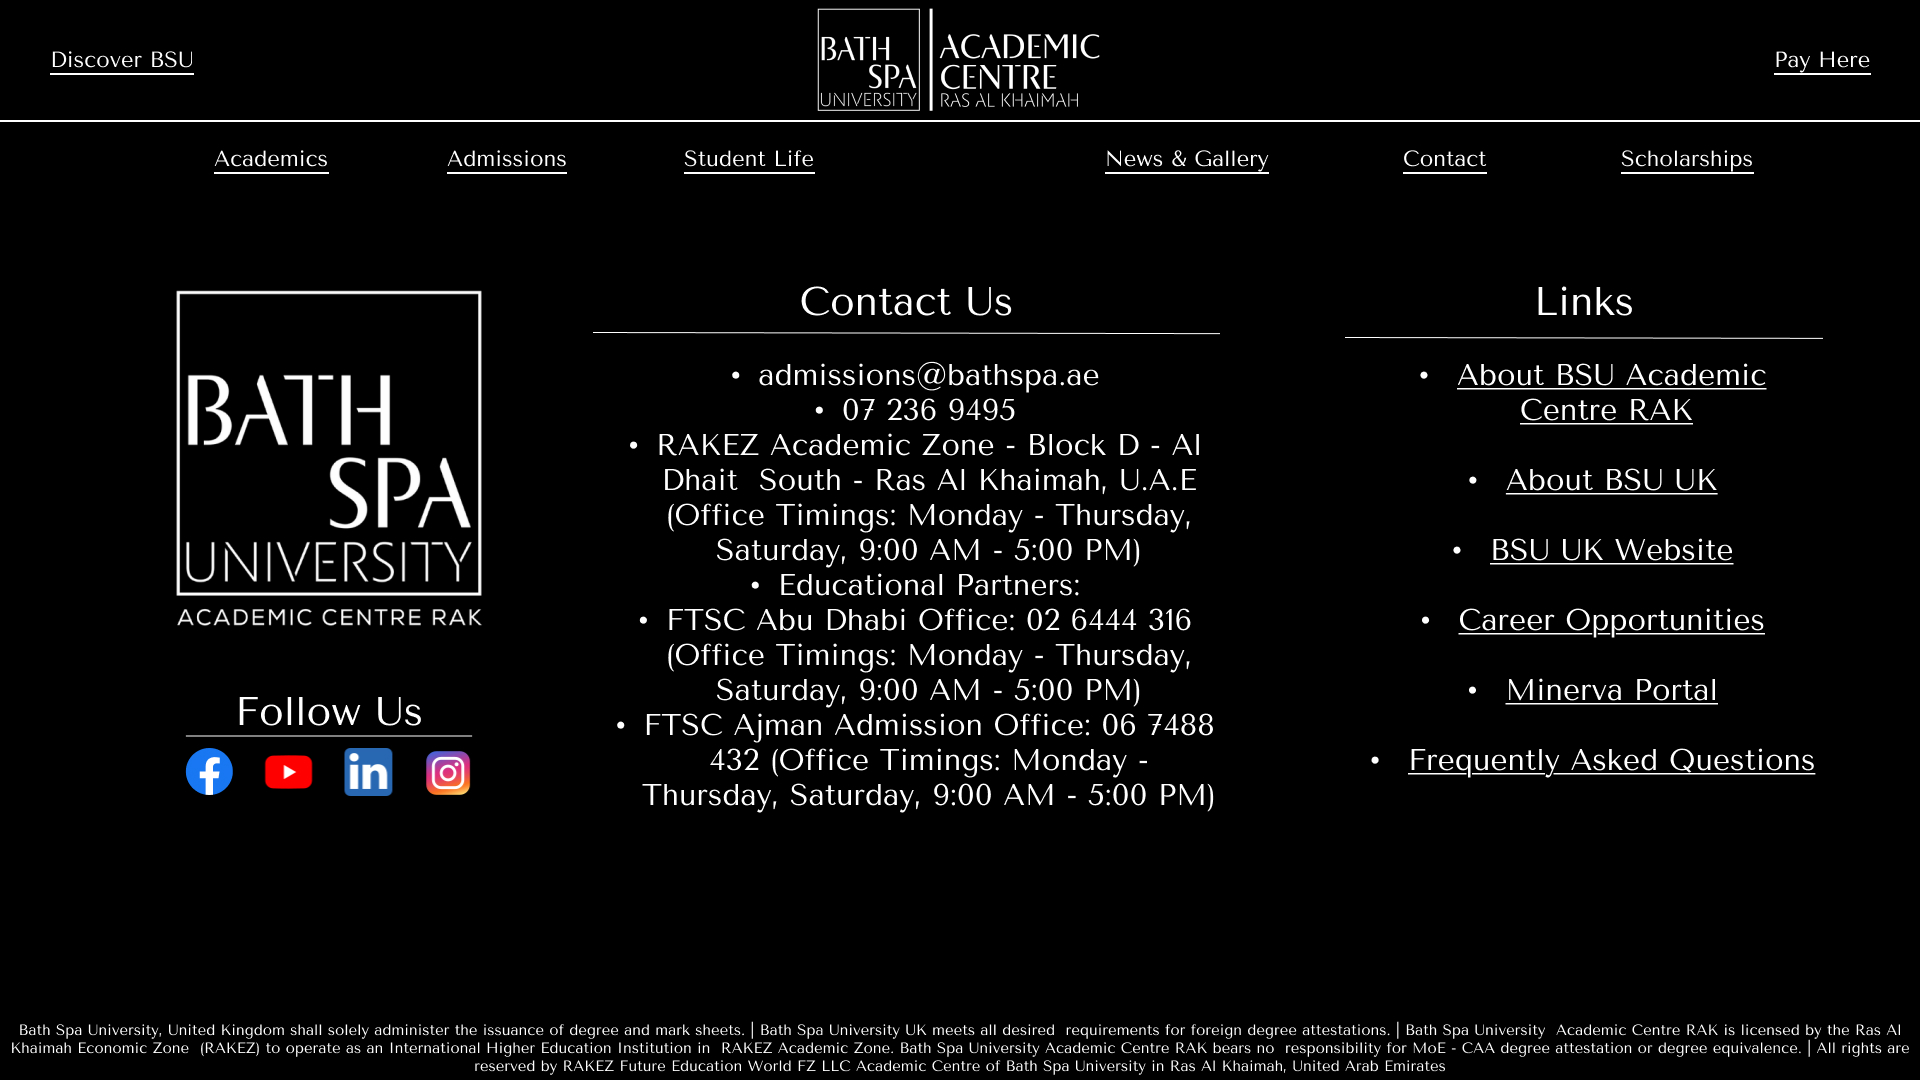 Discover BSU
BATH
SPA
UNIVERSITY
ACADEMIC
CENTRE
RAS AL KHAIMAH
Pay Here
Academics
Admissions
Student Life
News & Gallery
Contact
Scholarships
BATH
SPA
UNIVERSITY
ACADEMIC CENTRE RAK
Follow Us
in
Contact Us
• admissions@bathspa.ae
• 07 236 9495
• RAKEZ Academic Zone - Block D - Al
Dhait South - Ras Al Khaimah, U.A.E
(Office Timings: Monday - Thursday,
Saturday, 9:00 AM - 5:00 PM)
• Educational Partners:
• FTSC Abu Dhabi Office: 02 6444 316
(Office Timings: Monday - Thursday,
Saturday, 9:00 AM - 5:00 PM)
• FTSC Ajman Admission Office: 06 7488
432 (Office Timings: Monday -
Thursday, Saturday, 9:00 AM - 5:00 PM)
Links
• About BSU Academic
Centre RAK
• About BSU UK
• BSU UK Website
• Career Opportunities
• Minerva Portal
• Frequently Asked Questions
Bath Spa University, United Kingdom shall solely administer the issuance of degree and mark sheets. | Bath Spa University UK meets all desired requirements for foreign degree attestations. | Bath Spa University Academic Centre RAK is licensed by the Ras Al
Khaimah Economic Zone (RAKEZ) to operate as an International Higher Education Institution in RAKEZ Academic Zone. Bath Spa University Academic Centre RAK bears no responsibility for MoE - CAA degree attestation or degree equivalence. | All rights are
reserved by RAKEZ Future Education World FZ LLC Academic Centre of Bath Spa University in Ras Al Khaimah, United Arab Emirates